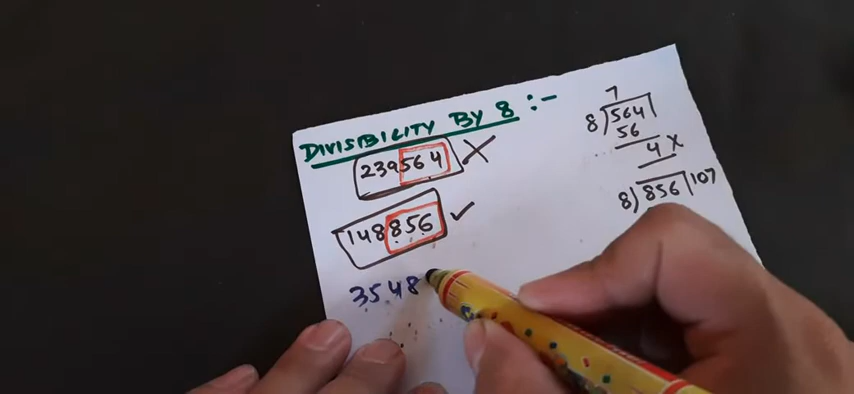 DIVISIBILITY BY 8 :-
239564 X
148856 ✓
3548
7
8)564
56
4 X
8)856 107